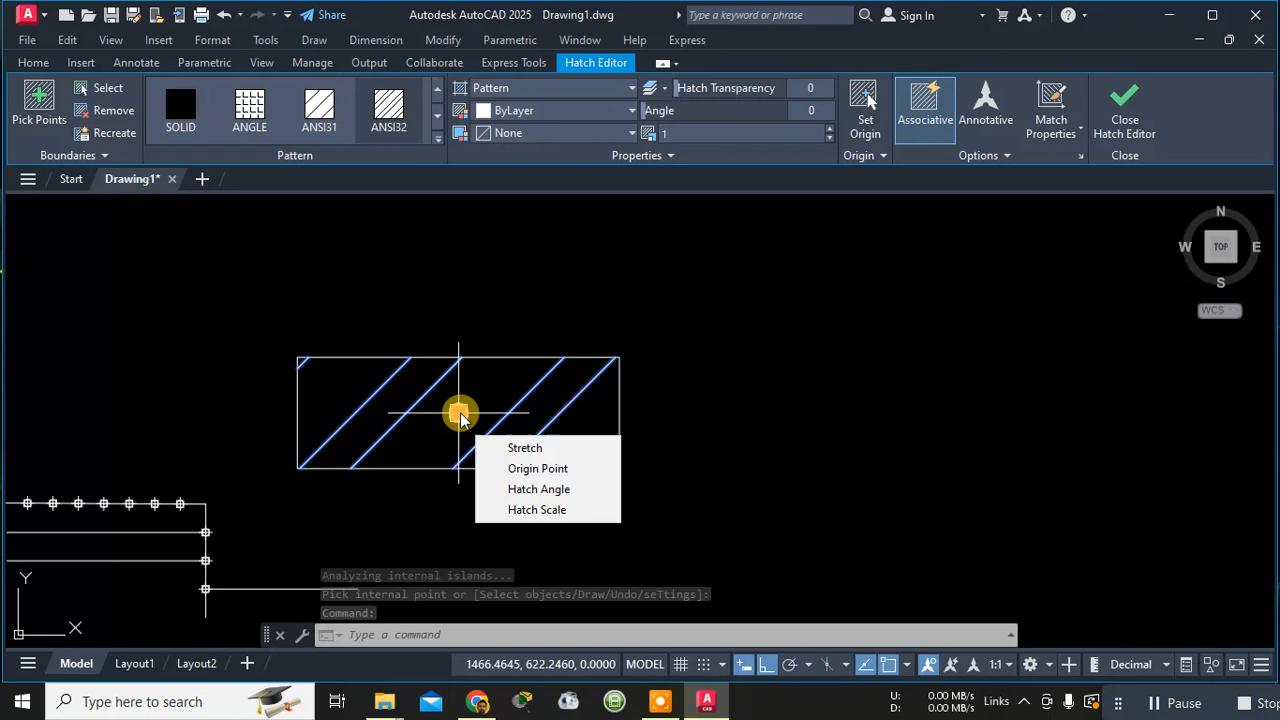 Share
Autodesk AutoCAD 2025 Drawing1.dwg
Type a keyword or phrase
Sign In
File Edit View Insert Format Tools Draw Dimension Modify Parametric Window Help Express
Home Insert Annotate Parametric View Manage Output Collaborate Express Tools Hatch Editor
Pick Points
Select
Remove
Recreate
Boundaries
SOLID
ANGLE
ANSI31
ANSI32
Pattern
Pattern
ByLayer
None
Hatch Transparency 0
Angle 0
1
Properties
Set
Origin
Origin
Associative
Annotative
Match
Properties
Options
Close
Hatch Editor
Close
Start
Drawing1*
N
W
TOP
E
S
WCS
Stretch
Origin Point
Hatch Angle
Hatch Scale
Y
X
Analyzing internal islands...
Pick internal point or [Select objects/Draw/Undo/seTtings]:
Command:
Type a command
Model
Layout1
Layout2
1466.4645, 622.2460, 0.0000
MODEL
1:1
Decimal
Type here to search
CAD
U: 0.00 MB/s
D: 0.00 MB/s
Links
Pause
Sto